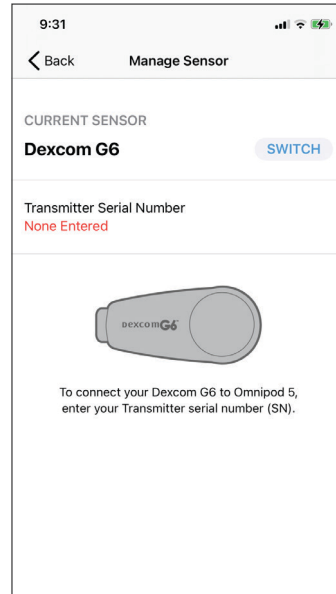 9:31
Back Manage Sensor
CURRENT SENSOR
Dexcom G6 SWITCH
Transmitter Serial Number
None Entered
Dexcom G6
To connect your Dexcom G6 to Omnipod 5,
enter your Transmitter serial number (SN).